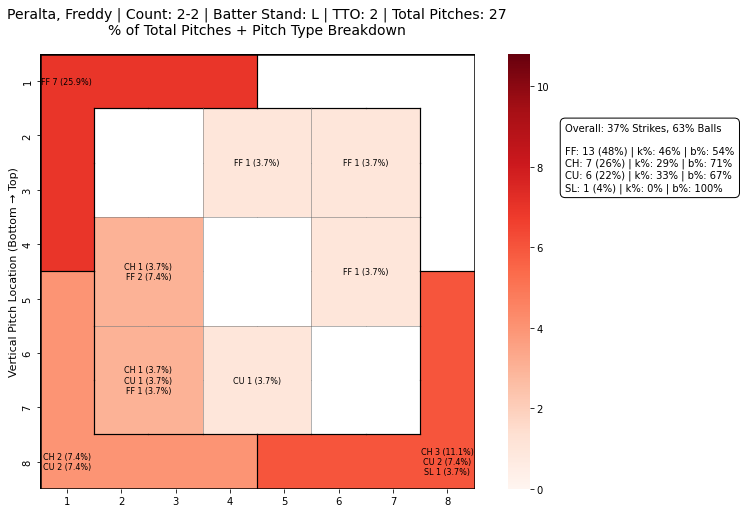 Peralta, Freddy | Count: 2-2 | Batter Stand: L | TTO: 2 | Total Pitches: 27
% of Total Pitches + Pitch Type Breakdown
Vertical Pitch Location (Bottom → Top)
1
2
3
4
5
6
7
8
FF 7 (25.9%)
FF 1 (3.7%)
FF 1 (3.7%)
CH 1 (3.7%)
FF 2 (7.4%)
FF 1 (3.7%)
CH 1 (3.7%)
CU 1 (3.7%)
FF 1 (3.7%)
CU 1 (3.7%)
CH 2 (7.4%)
CU 2 (7.4%)
CH 3 (11.1%)
CU 2 (7.4%)
SL 1 (3.7%)
1
2
3
4
5
6
7
8
10
8
6
4
2
0
Overall: 37% Strikes, 63% Balls
FF: 13 (48%) | k%: 46% | b%: 54%
CH: 7 (26%) | k%: 29% | b%: 71%
CU: 6 (22%) | k%: 33% | b%: 67%
SL: 1 (4%) | k%: 0% | b%: 100%